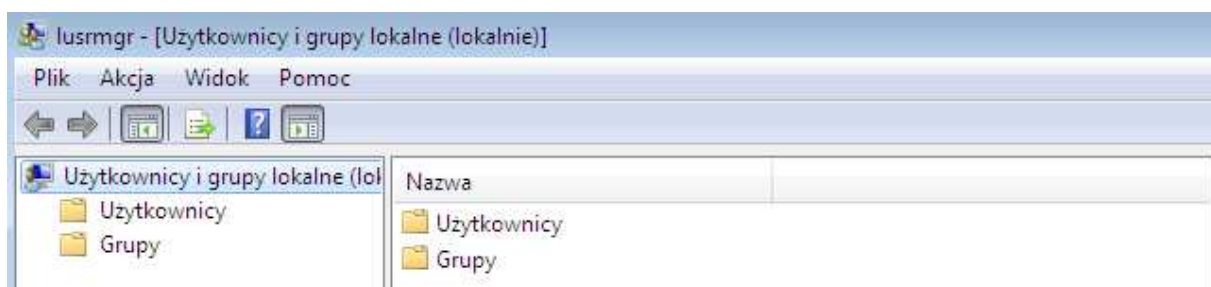 lusrmgr - [Użytkownicy i grupy lokalne (lokalnie)]
Plik Akcja Widok Pomoc
Użytkownicy i grupy lokalne (lok
Użytkownicy
Grupy
Nazwa
Użytkownicy
Grupy